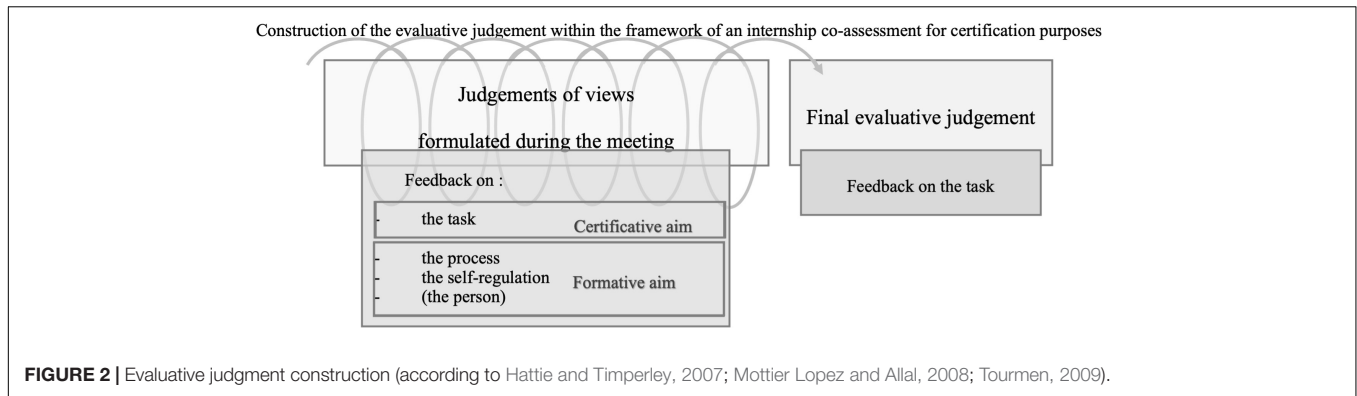 Construction of the evaluative judgement within the framework of an internship co-assessment for certification purposes
Judgements of views
formulated during the meeting
Feedback on :
- the task
Certificative aim
- the process
- the self-regulation
- (the person)
Formative aim
Final evaluative judgement
Feedback on the task
FIGURE 2 | Evaluative judgment construction (according to Hattie and Timperley, 2007; Mottier Lopez and Allal, 2008; Tourmen, 2009).